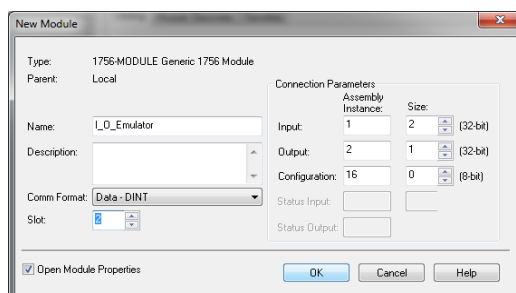 New Module
Type: 1756-MODULE Generic 1756 Module
Parent: Local
Connection Parameters
Assembly Instance: Size:
Name: I_O_Emulator
Input: 1 2 (32-bit)
Description:
Output: 2 1 (32-bit)
Configuration: 16 0 (8-bit)
Comm Format: Data - DINT
Status Input:
Slot: 2
Status Output:
Open Module Properties
OK Cancel Help